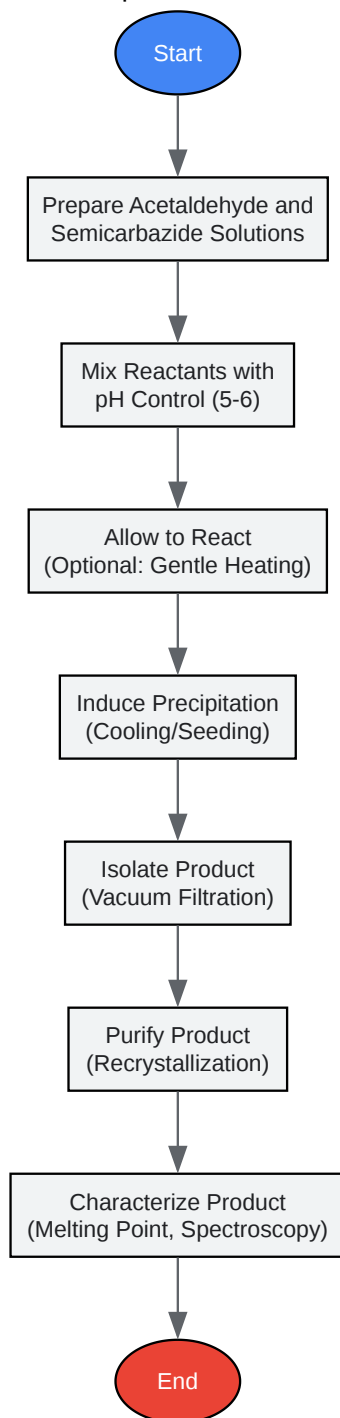 Start
Prepare Acetaldehyde and
Semicarbazide Solutions
Mix Reactants with
pH Control (5-6)
Allow to React
(Optional: Gentle Heating)
Induce Precipitation
(Cooling/Seeding)
Isolate Product
(Vacuum Filtration)
Purify Product
(Recrystallization)
Characterize Product
(Melting Point, Spectroscopy)
End